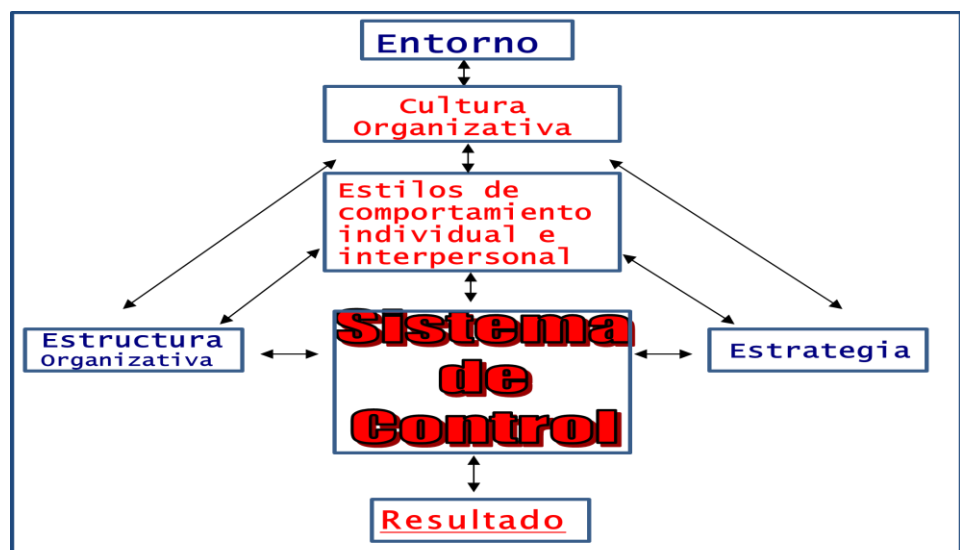 Entorno
Cultura
Organizativa
Estilos de
comportamiento
individual e
interpersonal
Estructura
Organizativa
Sistema
de
Control
Estrategia
Resultado